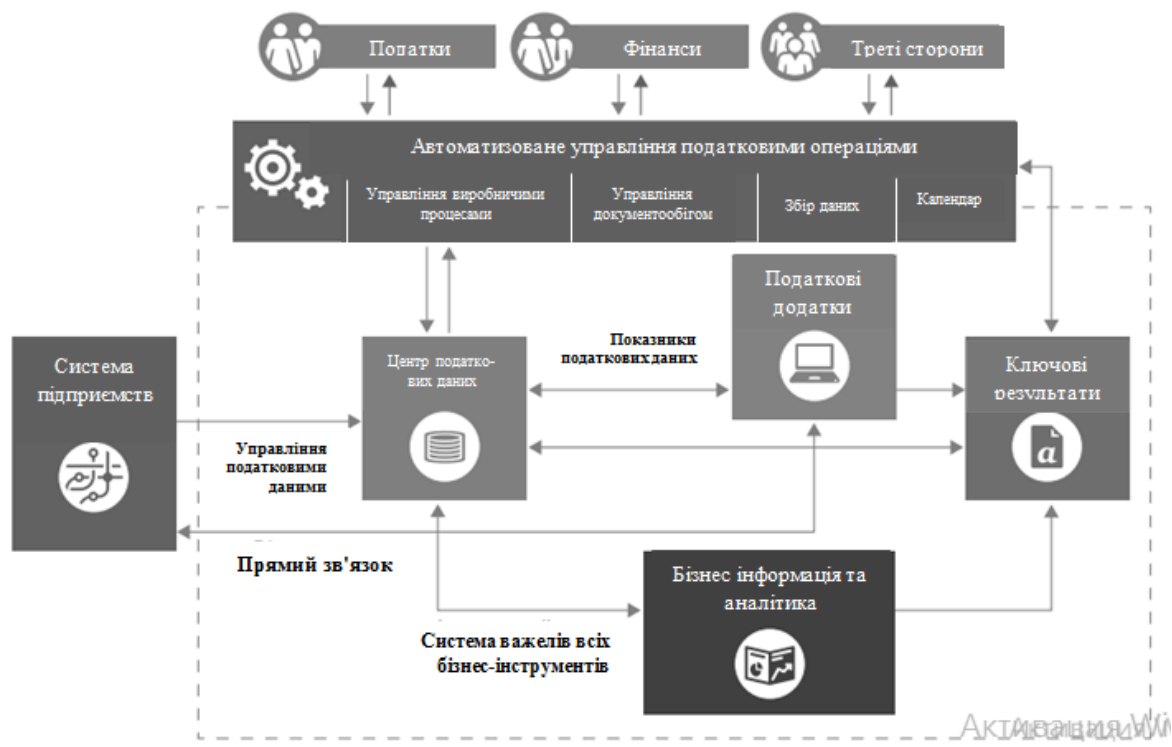 Податки
Фінанси
Треті сторони
Автоматизоване управління податковими операціями
Управління виробничими
процесами
Управління
документообігом
Збір даних
Календар
Податкові
додатки
Показники
податкових даних
Система
підприємств
Центр податко-
вих даних
Ключові
результати
Управління
податковими
даними
Прямий зв'язок
Бізнес інформація та
аналітика
Система важелів всіх
бізнес-інструментів